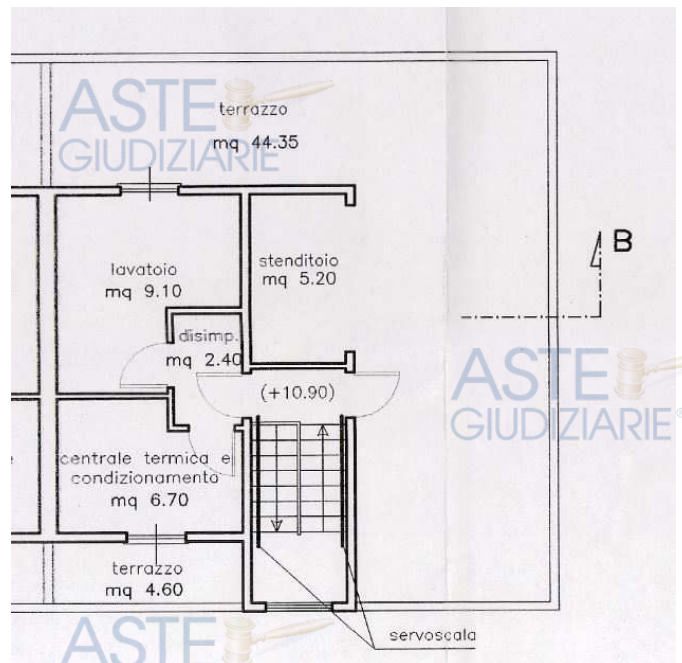 ASTE
GIUDIZIARIE
terrazzo
mq 44.35
B
lavatoio
mq 9.10
stenditoio
mq 5.20
disimp.
mq 2.40
(+10.90)
ASTE
GIUDIZIARIE®
e
centrale termica e
condizionamento
mq 6.70
terrazzo
mq 4.60
servoscala
ASTE